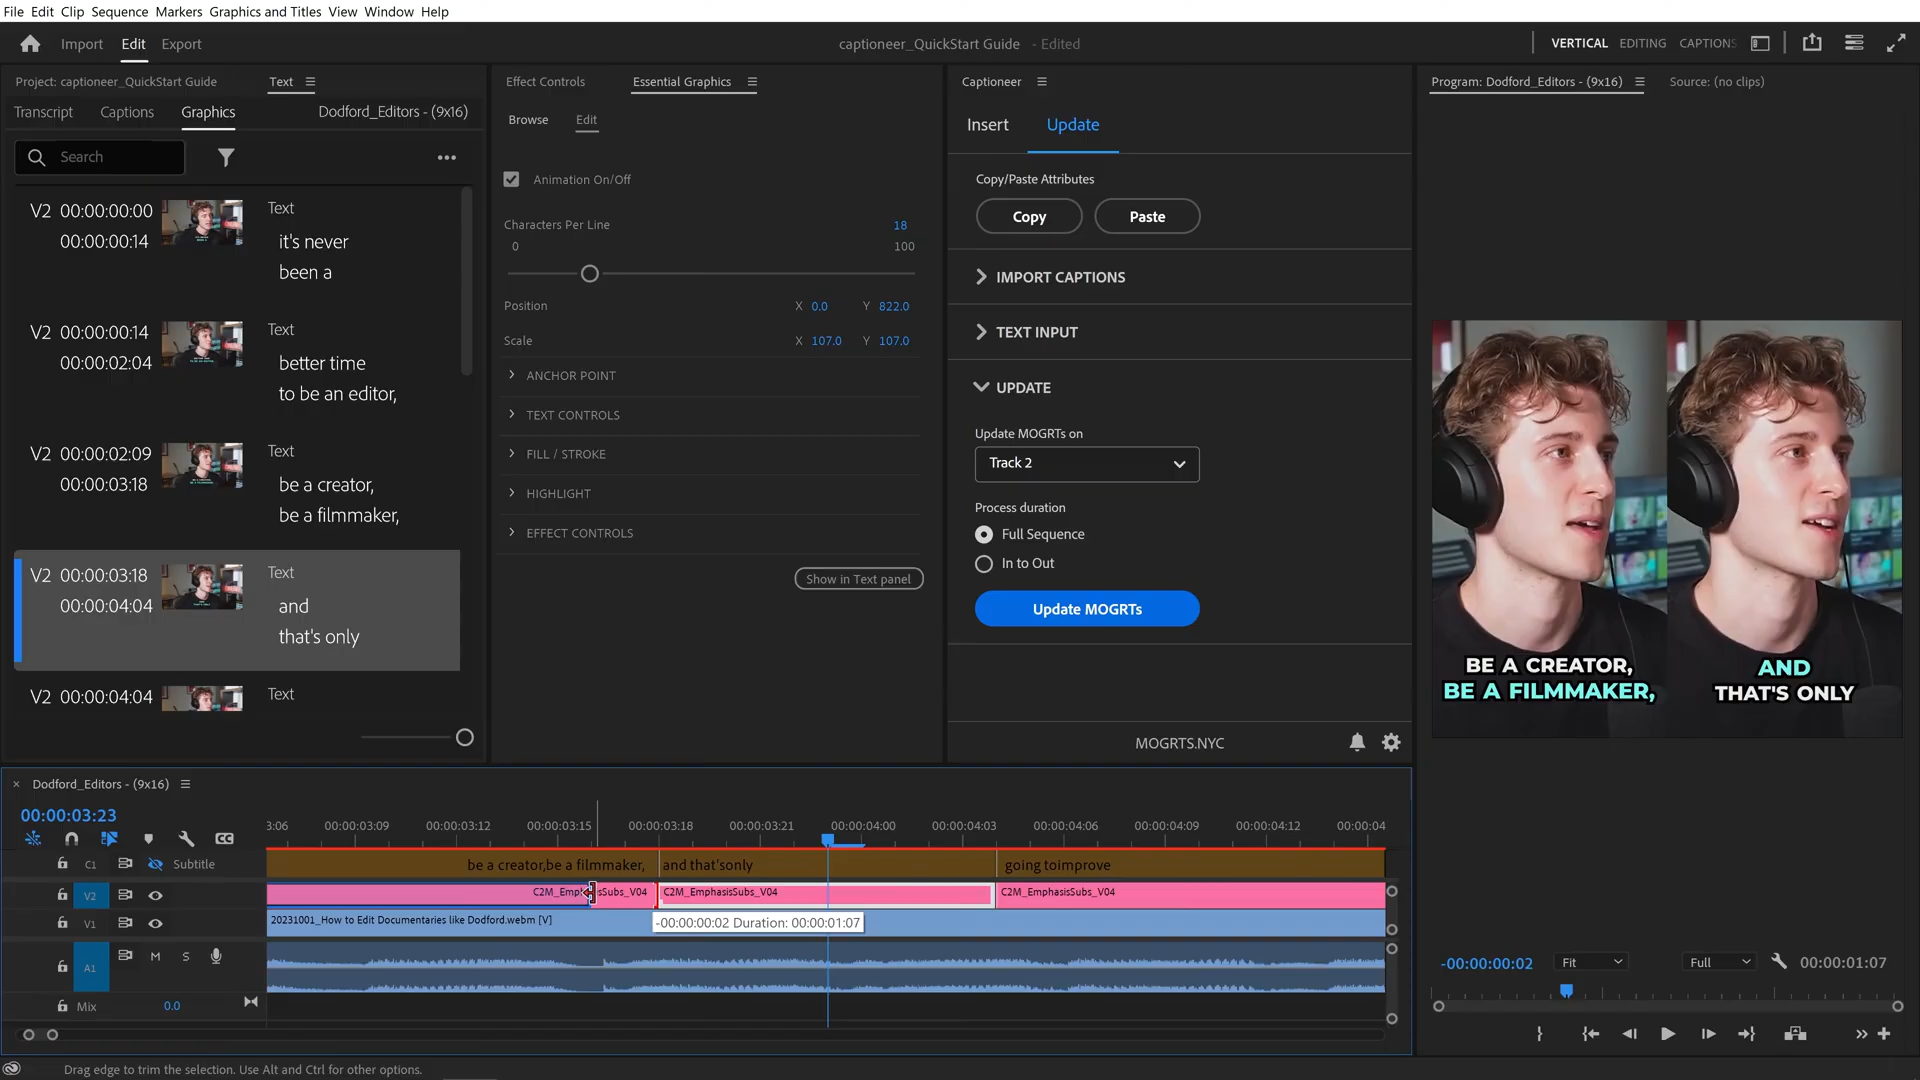 File Edit Clip Sequence Markers Graphics and Titles View Window Help
Import Edit Export
captioneer_QuickStart Guide - Edited
VERTICAL EDITING CAPTIONS
Project: captioneer_QuickStart Guide Text
Transcript Captions Graphics Dodford_Editors - (9x16)
Search
V2 00:00:00:00
00:00:00:14
Text
it's never
been a
V2 00:00:00:14
00:00:02:04
Text
better time
to be an editor,
V2 00:00:02:09
00:00:03:18
Text
be a creator,
be a filmmaker,
V2 00:00:03:18
00:00:04:04
Text
and
that's only
V2 00:00:04:04
Text
Effect Controls Essential Graphics
Browse Edit
Animation On/Off
Characters Per Line 18
0 100
Position X 0.0 Y 822.0
Scale X 107.0 Y 107.0
ANCHOR POINT
TEXT CONTROLS
FILL / STROKE
HIGHLIGHT
EFFECT CONTROLS
Show in Text panel
Captioneer
Insert Update
Copy/Paste Attributes
Copy Paste
IMPORT CAPTIONS
TEXT INPUT
UPDATE
Update MOGRTs on
Track 2
Process duration
Full Sequence
In to Out
Update MOGRTs
MOGRTS.NYC
Program: Dodford_Editors - (9x16) Source: (no clips)
BE A CREATOR,
BE A FILMMAKER,
AND
THAT'S ONLY
-00:00:00:02 Fit Full 00:00:01:07
× Dodford_Editors - (9x16)
00:00:03:23
3:06 00:00:03:09 00:00:03:12 00:00:03:15 00:00:03:18 00:00:03:21 00:00:04:00 00:00:04:03 00:00:04:06 00:00:04:09 00:00:04:12 00:00:04
CC
C1 Subtitle be a creator,be a filmmaker, and that'sonly going toimprove
V2 C2M_EmphasisSubs_V04 C2M_EmphasisSubs_V04 C2M_EmphasisSubs_V04
V1 20231001_How to Edit Documentaries like Dodford.webm [V]
-00:00:00:02 Duration: 00:00:01:07
A1 M S
Mix 0.0
Drag edge to trim the selection. Use Alt and Ctrl for other options.